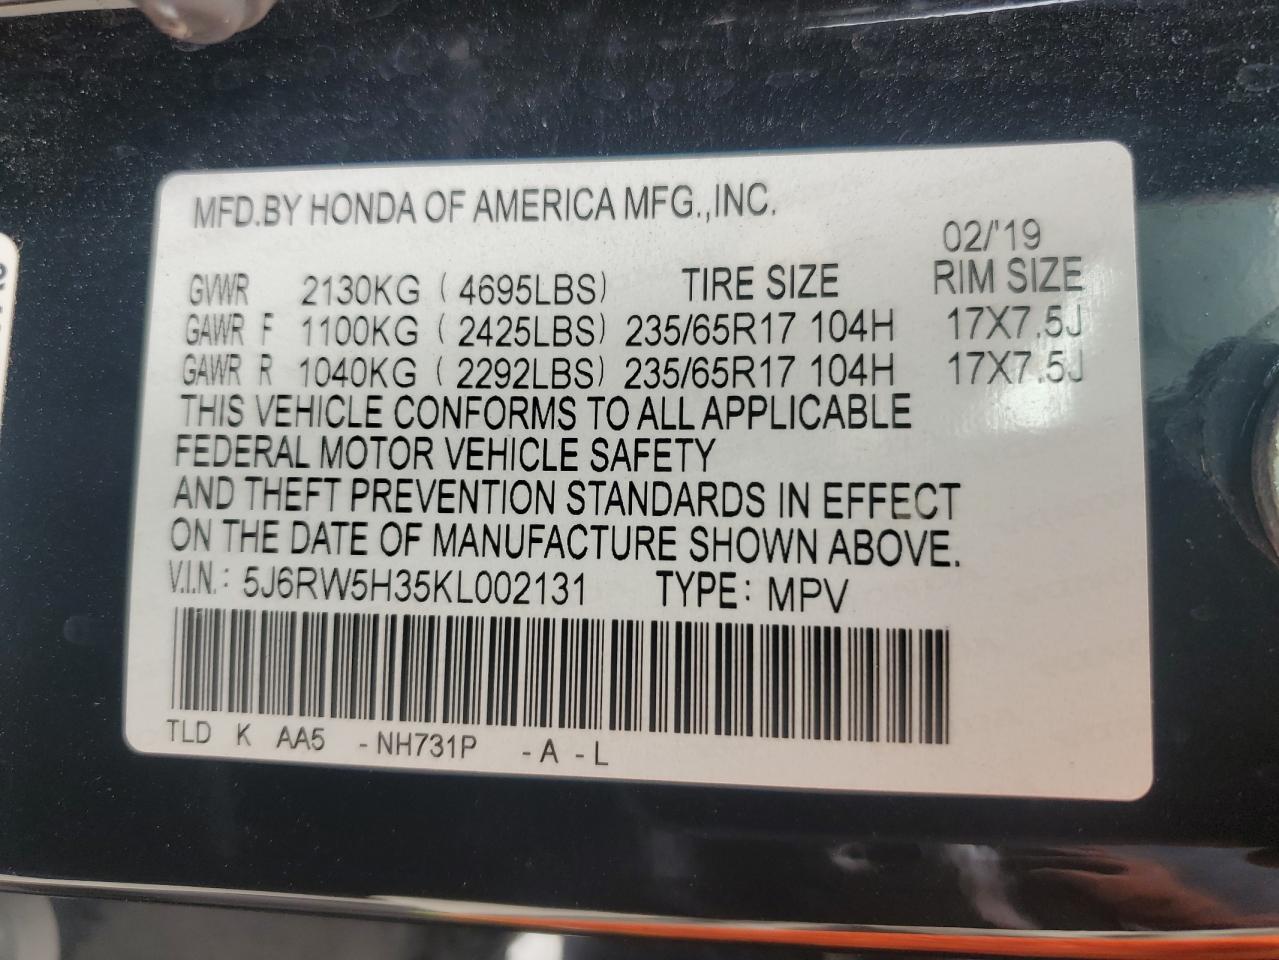 MFD.BY HONDA OF AMERICA MFG.,INC.
02/'19
GVWR 2130KG ( 4695LBS) TIRE SIZE RIM SIZE
GAWR F 1100KG ( 2425LBS) 235/65R17 104H 17X7.5J
GAWR R 1040KG ( 2292LBS) 235/65R17 104H 17X7.5J
THIS VEHICLE CONFORMS TO ALL APPLICABLE
FEDERAL MOTOR VEHICLE SAFETY
AND THEFT PREVENTION STANDARDS IN EFFECT
ON THE DATE OF MANUFACTURE SHOWN ABOVE.
V.I.N.: 5J6RW5H35KL002131 TYPE: MPV
TLD K AA5 -NH731P -A -L